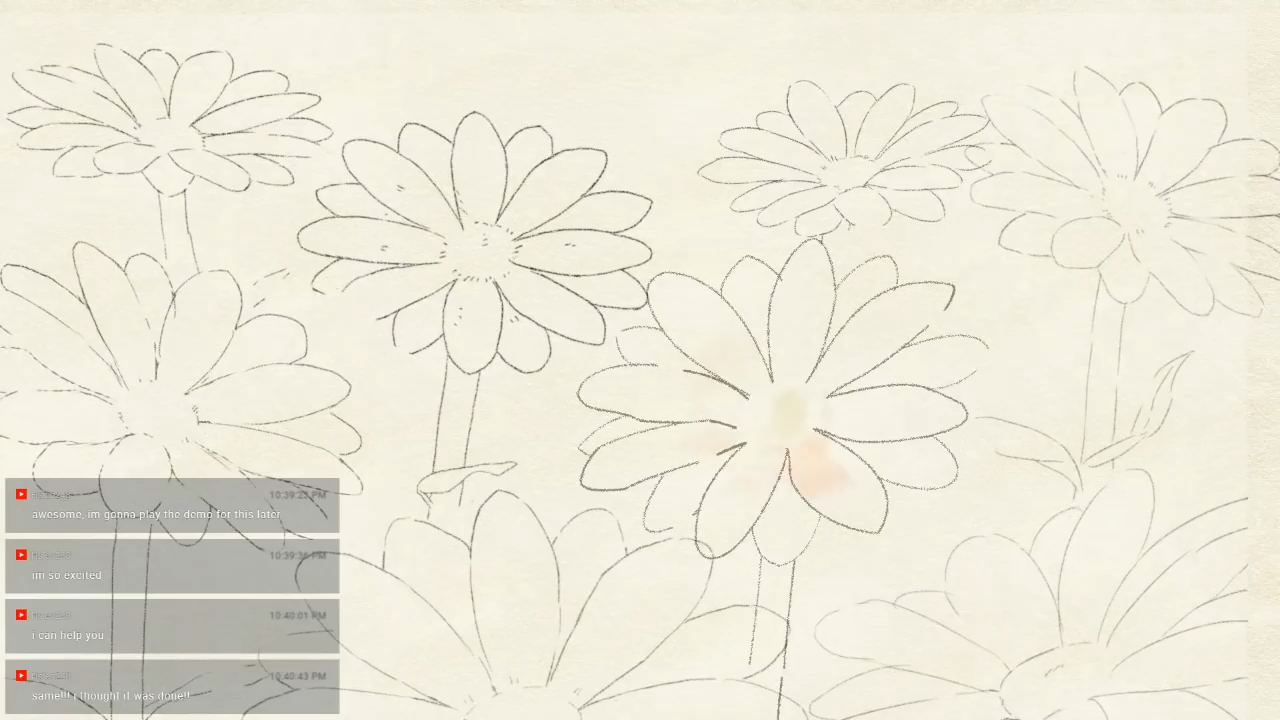 10:39:23 PM
awesome, im gonna play the demo for this later
10:39:36 PM
im so excited
10:40:01 PM
i can help you
10:40:43 PM
same!!! i thought it was done!!